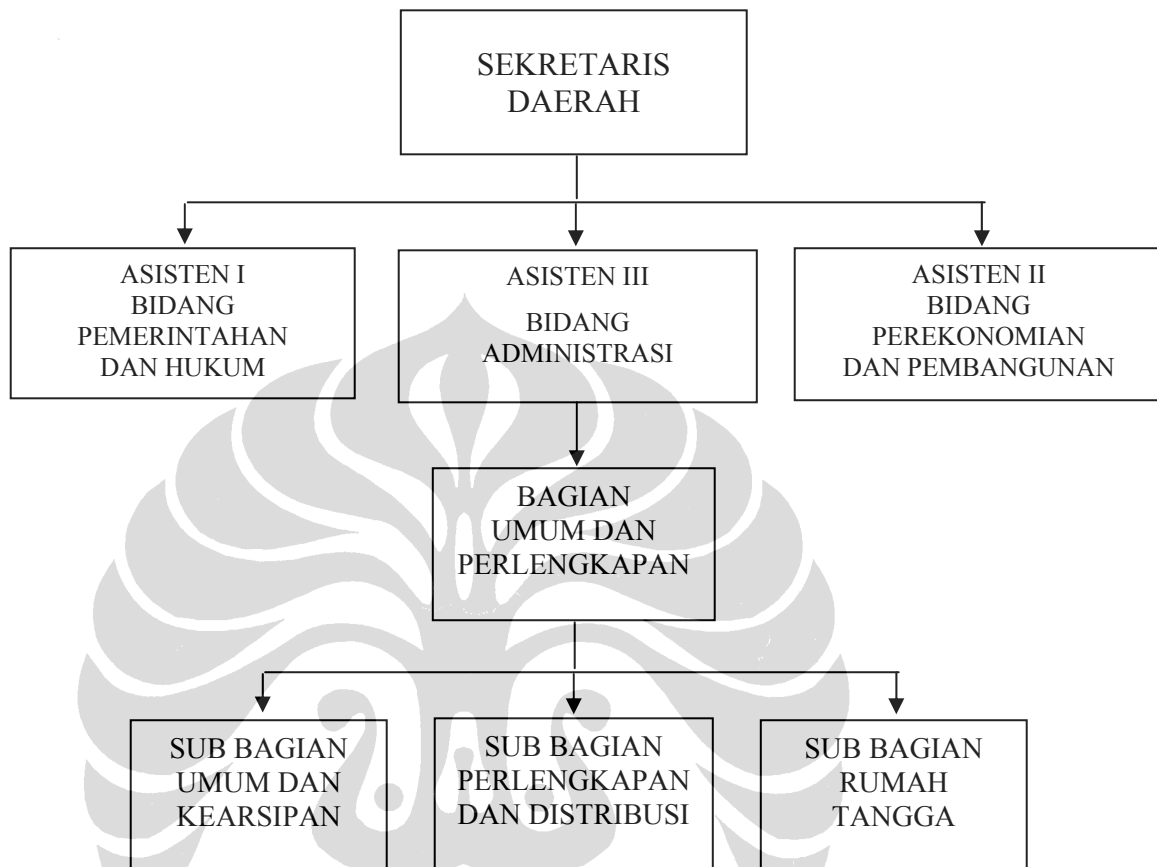 SEKRETARIS
DAERAH
ASISTEN I
BIDANG
PEMERINTAHAN
DAN HUKUM
ASISTEN III
BIDANG
ADMINISTRASI
ASISTEN II
BIDANG
PEREKONOMIAN
DAN PEMBANGUNAN
BAGIAN
UMUM DAN
PERLENGKAPAN
SUB BAGIAN
UMUM DAN
KEARSIPAN
SUB BAGIAN
PERLENGKAPAN
DAN DISTRIBUSI
SUB BAGIAN
RUMAH
TANGGA